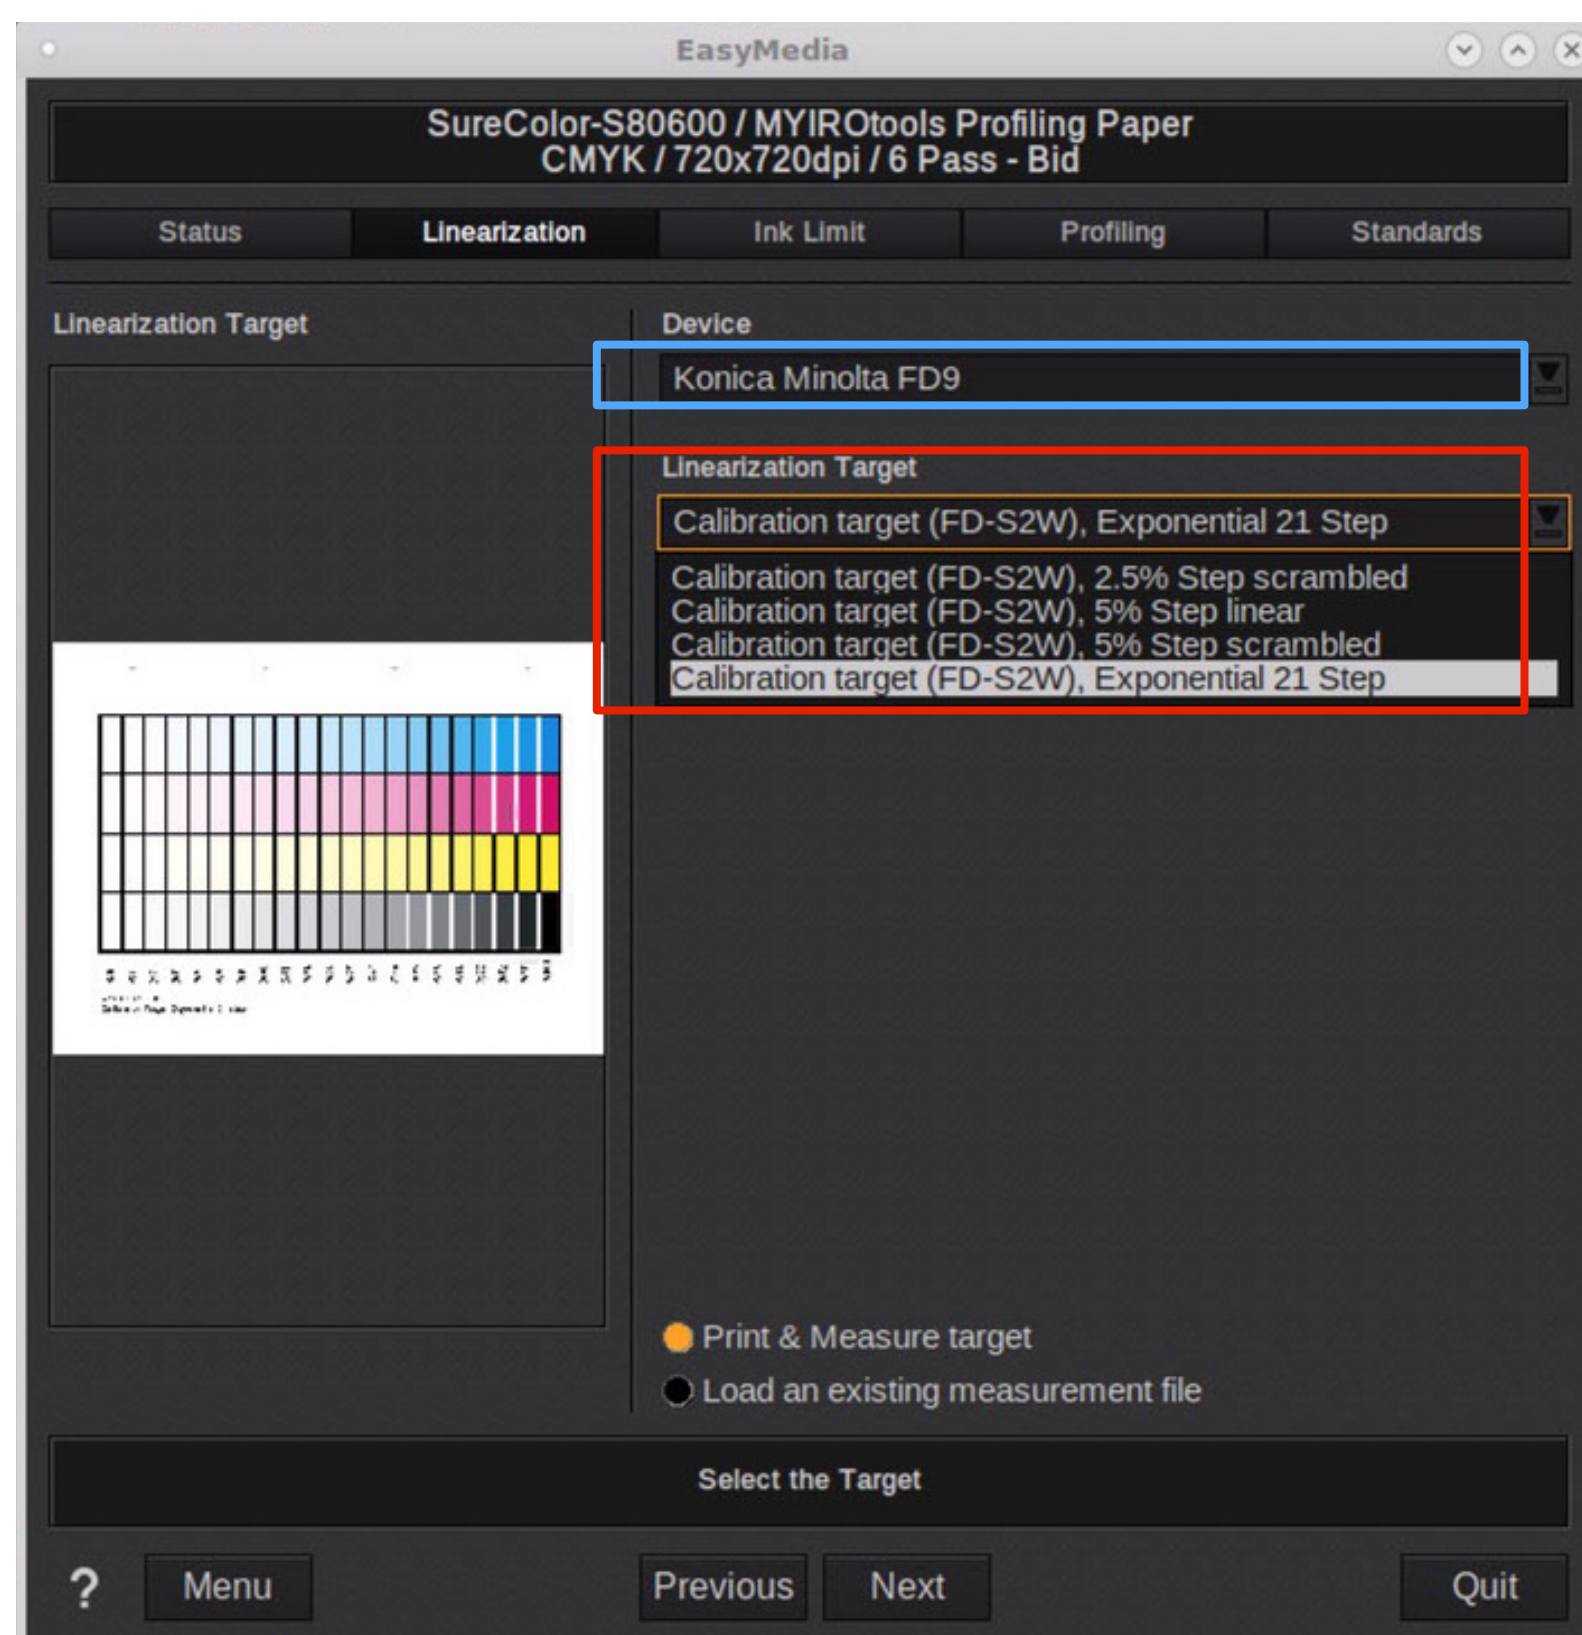 EasyMedia
SureColor-S80600 / MYIROtools Profiling Paper
CMYK / 720x720dpi / 6 Pass - Bid
Status Linearization Ink Limit Profiling Standards
Linearization Target
Device
Konica Minolta FD9
Linearization Target
Calibration target (FD-S2W), Exponential 21 Step
Calibration target (FD-S2W), 2.5% Step scrambled
Calibration target (FD-S2W), 5% Step linear
Calibration target (FD-S2W), 5% Step scrambled
Calibration target (FD-S2W), Exponential 21 Step
Print & Measure target
Load an existing measurement file
Select the Target
? Menu Previous Next Quit